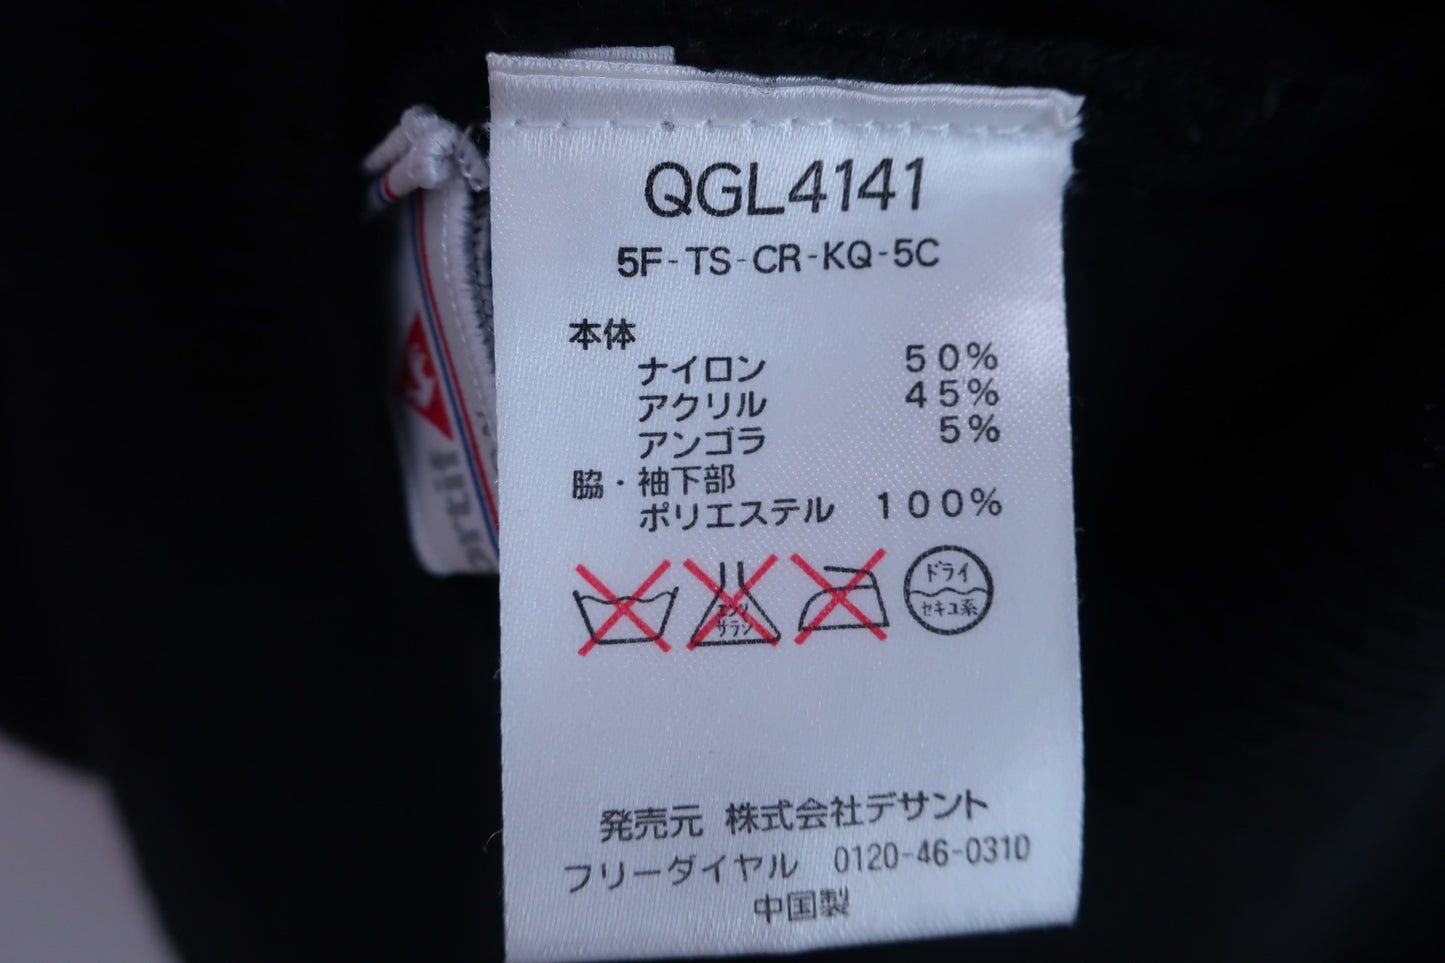 QGL4141
5F-TS-CR-KQ-5C
本体
ナイロン 50%
アクリル 45%
アンゴラ 5%
脇・袖下部
ポリエステル 100%
エンソ
サラシ
ドライ
セキユ系
発売元 株式会社デサント
フリーダイヤル 0120-46-0310
中国製